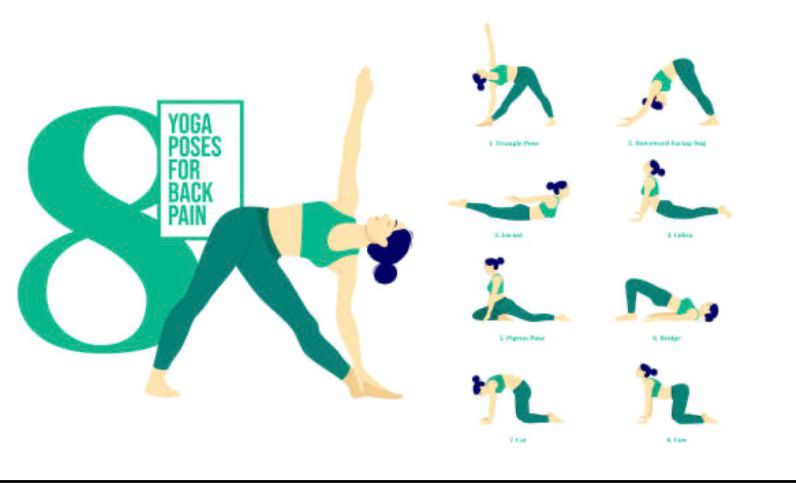 8
YOGA
POSES
FOR
BACK
PAIN
1. Triangle Pose
2. Downward Facing Dog
3. Locust
4. Cobra
5. Pigeon Pose
6. Bridge
7. Cat
8. Cow